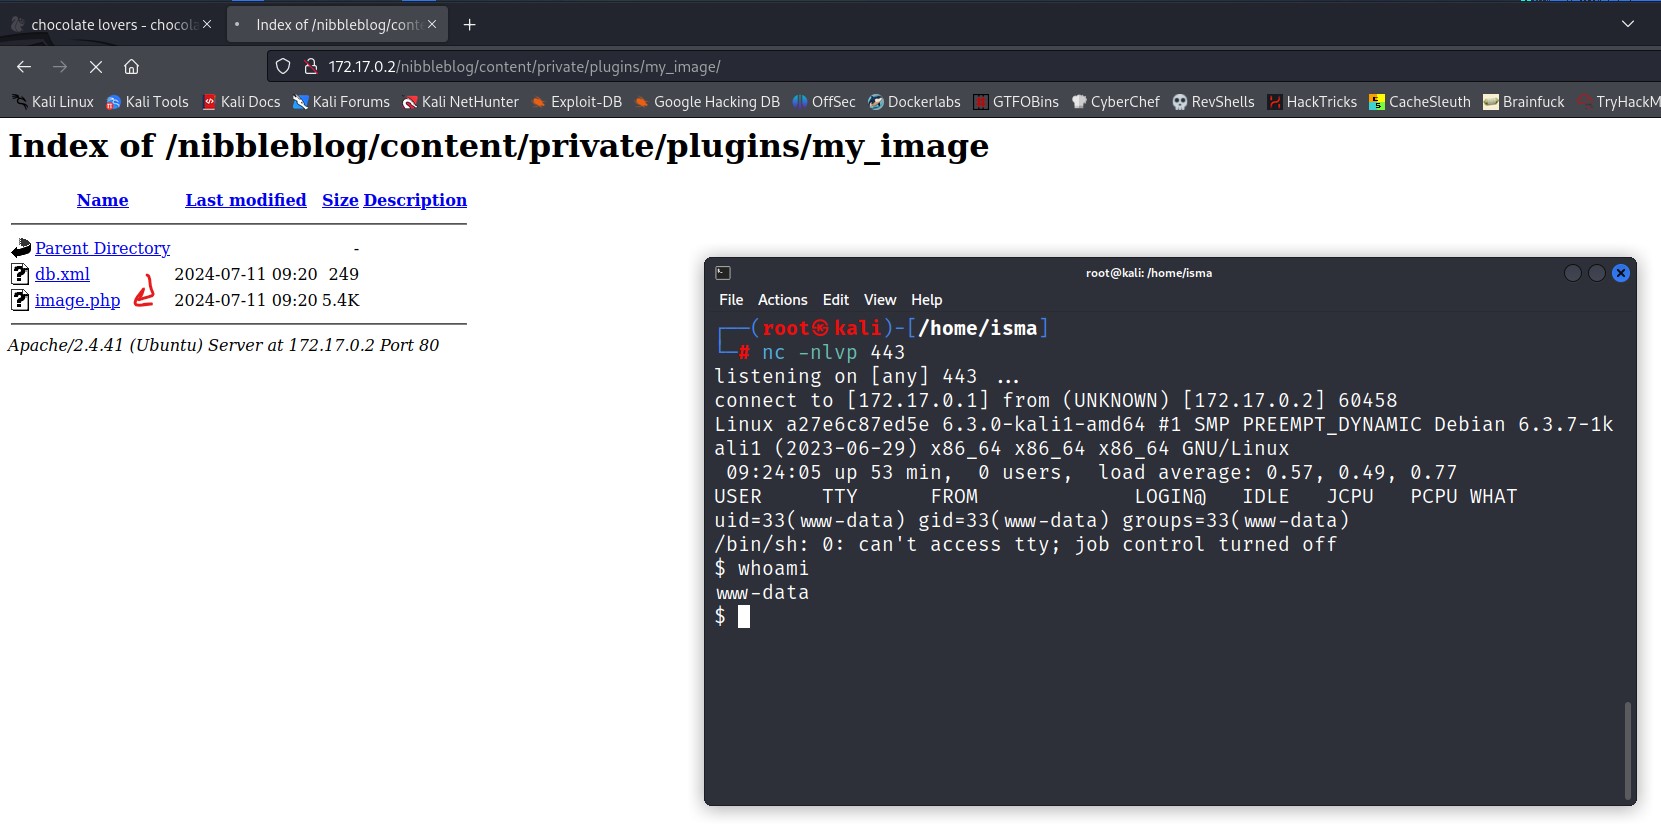 chocolate lovers - chocola
Index of /nibbleblog/conte
172.17.0.2/nibbleblog/content/private/plugins/my_image/
Kali Linux Kali Tools Kali Docs Kali Forums Kali NetHunter Exploit-DB Google Hacking DB OffSec Dockerlabs GTFOBins CyberChef RevShells HackTricks CacheSleuth Brainfuck TryHackM
Index of /nibbleblog/content/private/plugins/my_image
Name Last modified Size Description
Parent Directory -
db.xml 2024-07-11 09:20 249
image.php 2024-07-11 09:20 5.4K
Apache/2.4.41 (Ubuntu) Server at 172.17.0.2 Port 80
root@kali: /home/isma
File Actions Edit View Help
┌──(root㉿kali)-[/home/isma]
└─# nc -nlvp 443
listening on [any] 443 ...
connect to [172.17.0.1] from (UNKNOWN) [172.17.0.2] 60458
Linux a27e6c87ed5e 6.3.0-kali1-amd64 #1 SMP PREEMPT_DYNAMIC Debian 6.3.7-1k
ali1 (2023-06-29) x86_64 x86_64 x86_64 GNU/Linux
09:24:05 up 53 min, 0 users, load average: 0.57, 0.49, 0.77
USER TTY FROM LOGIN@ IDLE JCPU PCPU WHAT
uid=33(www-data) gid=33(www-data) groups=33(www-data)
/bin/sh: 0: can't access tty; job control turned off
$ whoami
www-data
$